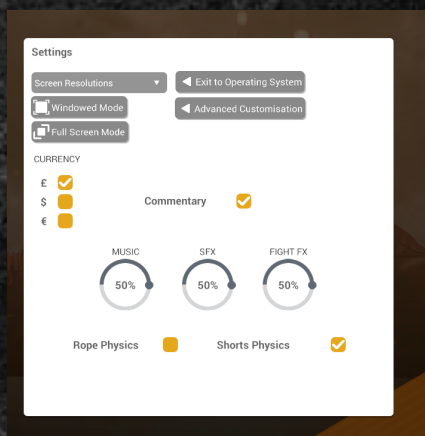 Settings
Screen Resolutions
Exit to Operating System
Windowed Mode
Advanced Customisation
Full Screen Mode
CURRENCY
£
$
Commentary
€
MUSIC
SFX
FIGHT FX
50%
50%
50%
Rope Physics
Shorts Physics